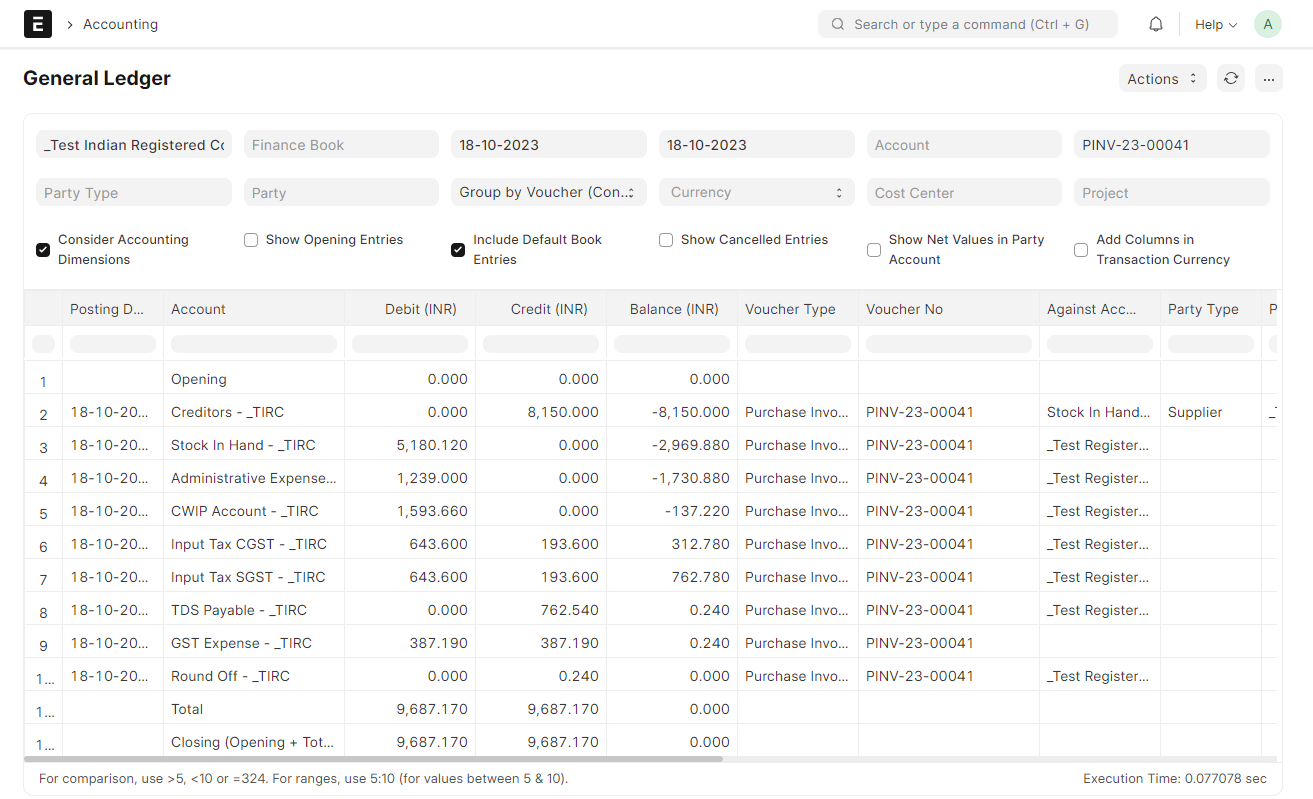 E > Accounting Search or type a command (Ctrl + G) Help A
General Ledger Actions ...
_Test Indian Registered Co Finance Book 18-10-2023 18-10-2023 Account PINV-23-00041
Party Type Party Group by Voucher (Con... Currency Cost Center Project
Consider Accounting Dimensions Show Opening Entries Include Default Book Entries Show Cancelled Entries Show Net Values in Party Account Add Columns in Transaction Currency
Posting D... Account Debit (INR) Credit (INR) Balance (INR) Voucher Type Voucher No Against Acc... Party Type P
1 Opening 0.000 0.000 0.000
2 18-10-20... Creditors - _TIRC 0.000 8,150.000 -8,150.000 Purchase Invo... PINV-23-00041 Stock In Hand... Supplier _T
3 18-10-20... Stock In Hand - _TIRC 5,180.120 0.000 -2,969.880 Purchase Invo... PINV-23-00041 _Test Register...
4 18-10-20... Administrative Expense... 1,239.000 0.000 -1,730.880 Purchase Invo... PINV-23-00041 _Test Register...
5 18-10-20... CWIP Account - _TIRC 1,593.660 0.000 -137.220 Purchase Invo... PINV-23-00041 _Test Register...
6 18-10-20... Input Tax CGST - _TIRC 643.600 193.600 312.780 Purchase Invo... PINV-23-00041 _Test Register...
7 18-10-20... Input Tax SGST - _TIRC 643.600 193.600 762.780 Purchase Invo... PINV-23-00041 _Test Register...
8 18-10-20... TDS Payable - _TIRC 0.000 762.540 0.240 Purchase Invo... PINV-23-00041 _Test Register...
9 18-10-20... GST Expense - _TIRC 387.190 387.190 0.240 Purchase Invo... PINV-23-00041
1... 18-10-20... Round Off - _TIRC 0.000 0.240 0.000 Purchase Invo... PINV-23-00041 _Test Register...
1... Total 9,687.170 9,687.170 0.000
1... Closing (Opening + Tot... 9,687.170 9,687.170 0.000
For comparison, use >5, <10 or =324. For ranges, use 5:10 (for values between 5 & 10). Execution Time: 0.077078 sec